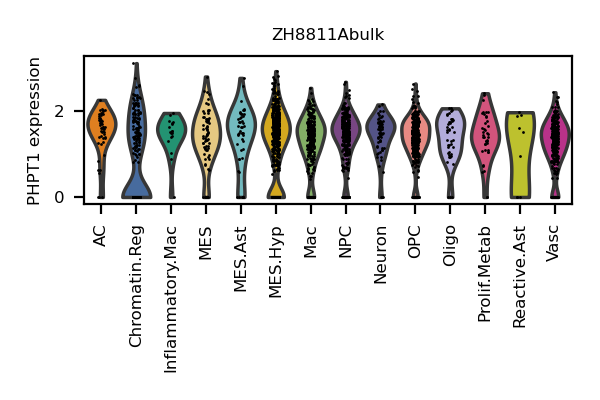 ZH8811Abulk
PHPT1 expression
2
0
AC
Chromatin.Reg
Inflammatory.Mac
MES
MES.Ast
MES.Hyp
Mac
NPC
Neuron
OPC
Oligo
Prolif.Metab
Reactive.Ast
Vasc